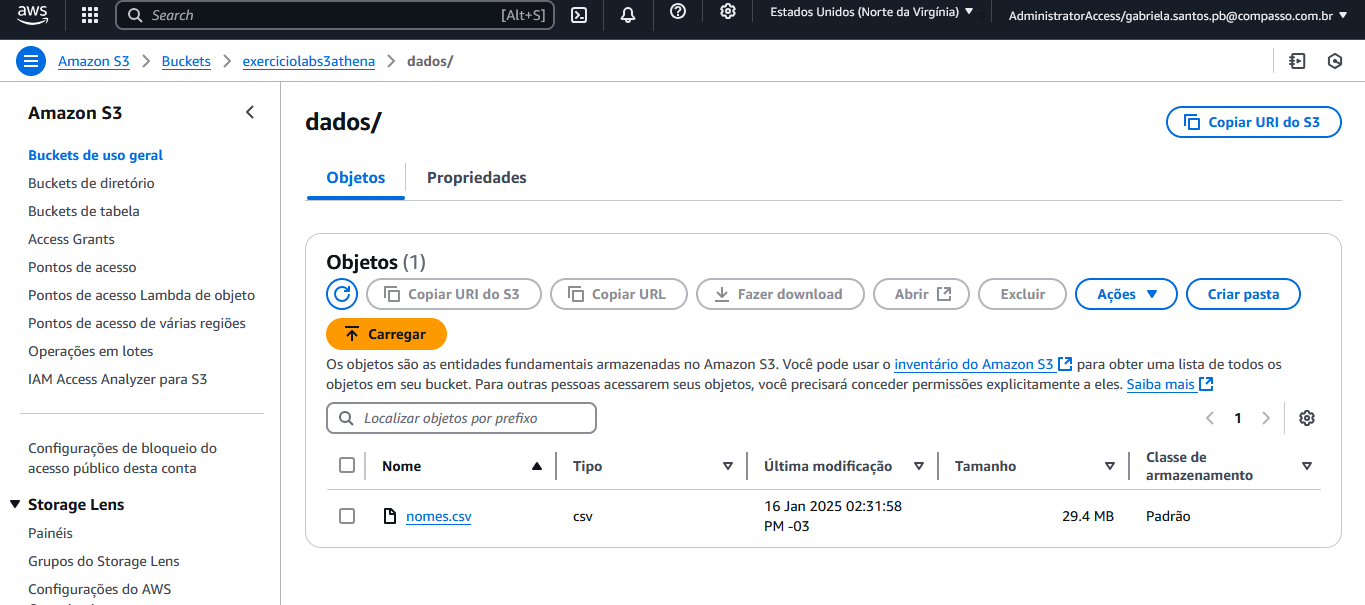 aws
Search [Alt+S]
Estados Unidos (Norte da Virgínia)
AdministratorAccess/gabriela.santos.pb@compasso.com.br
Amazon S3 > Buckets > exerciciolabs3athena > dados/
Amazon S3
Buckets de uso geral
Buckets de diretório
Buckets de tabela
Access Grants
Pontos de acesso
Pontos de acesso Lambda de objeto
Pontos de acesso de várias regiões
Operações em lotes
IAM Access Analyzer para S3
Configurações de bloqueio do
acesso público desta conta
Storage Lens
Painéis
Grupos do Storage Lens
Configurações do AWS
dados/
Copiar URI do S3
Objetos
Propriedades
Objetos (1)
Copiar URI do S3
Copiar URL
Fazer download
Abrir
Excluir
Ações
Criar pasta
Carregar
Os objetos são as entidades fundamentais armazenadas no Amazon S3. Você pode usar o inventário do Amazon S3 para obter uma lista de todos os
objetos em seu bucket. Para outras pessoas acessarem seus objetos, você precisará conceder permissões explicitamente a eles. Saiba mais
Localizar objetos por prefixo
1
Nome
Tipo
Última modificação
Tamanho
Classe de
armazenamento
nomes.csv
csv
16 Jan 2025 02:31:58
PM -03
29.4 MB
Padrão